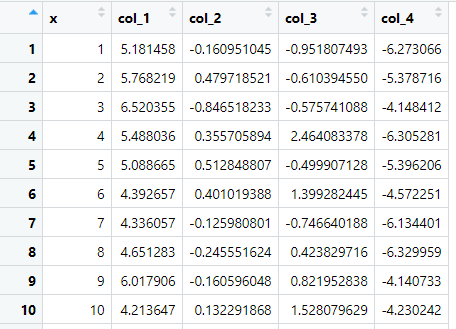 x col_1 col_2 col_3 col_4
1 1 5.181458 -0.160951045 -0.951807493 -6.273066
2 2 5.768219 0.479718521 -0.610394550 -5.378716
3 3 6.520355 -0.846518233 -0.575741088 -4.148412
4 4 5.488036 0.355705894 2.464083378 -6.305281
5 5 5.088665 0.512848807 -0.499907128 -5.396206
6 6 4.392657 0.401019388 1.399282445 -4.572251
7 7 4.336057 -0.125980801 -0.746640188 -6.134401
8 8 4.651283 -0.245551624 0.423829716 -6.329959
9 9 6.017906 -0.160596048 0.821952838 -4.140733
10 10 4.213647 0.132291868 1.528079629 -4.230242